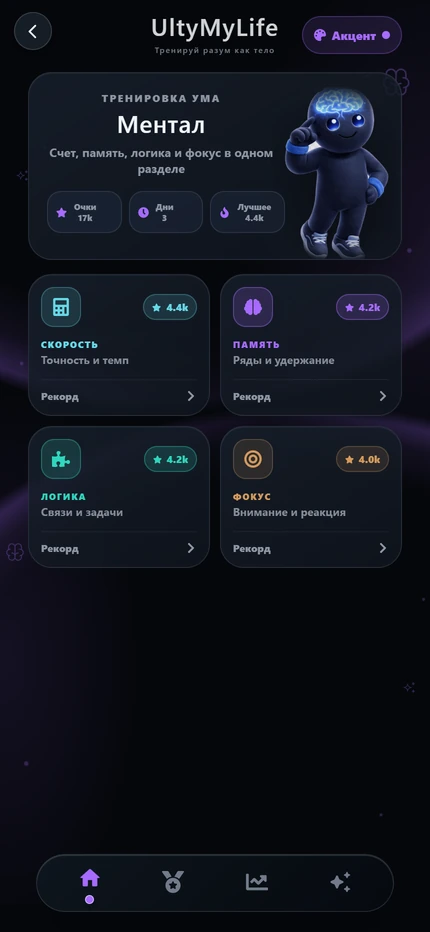 UltyMyLife
Тренируй разум как тело
Акцент
ТРЕНИРОВКА УМА
Ментал
Счет, память, логика и фокус в одном
разделе
Очки
17k
Дни
3
Лучшее
4.4k
4.4k
СКОРОСТЬ
Точность и темп
Рекорд
4.2k
ПАМЯТЬ
Ряды и удержание
Рекорд
4.2k
ЛОГИКА
Связи и задачи
Рекорд
4.0k
ФОКУС
Внимание и реакция
Рекорд